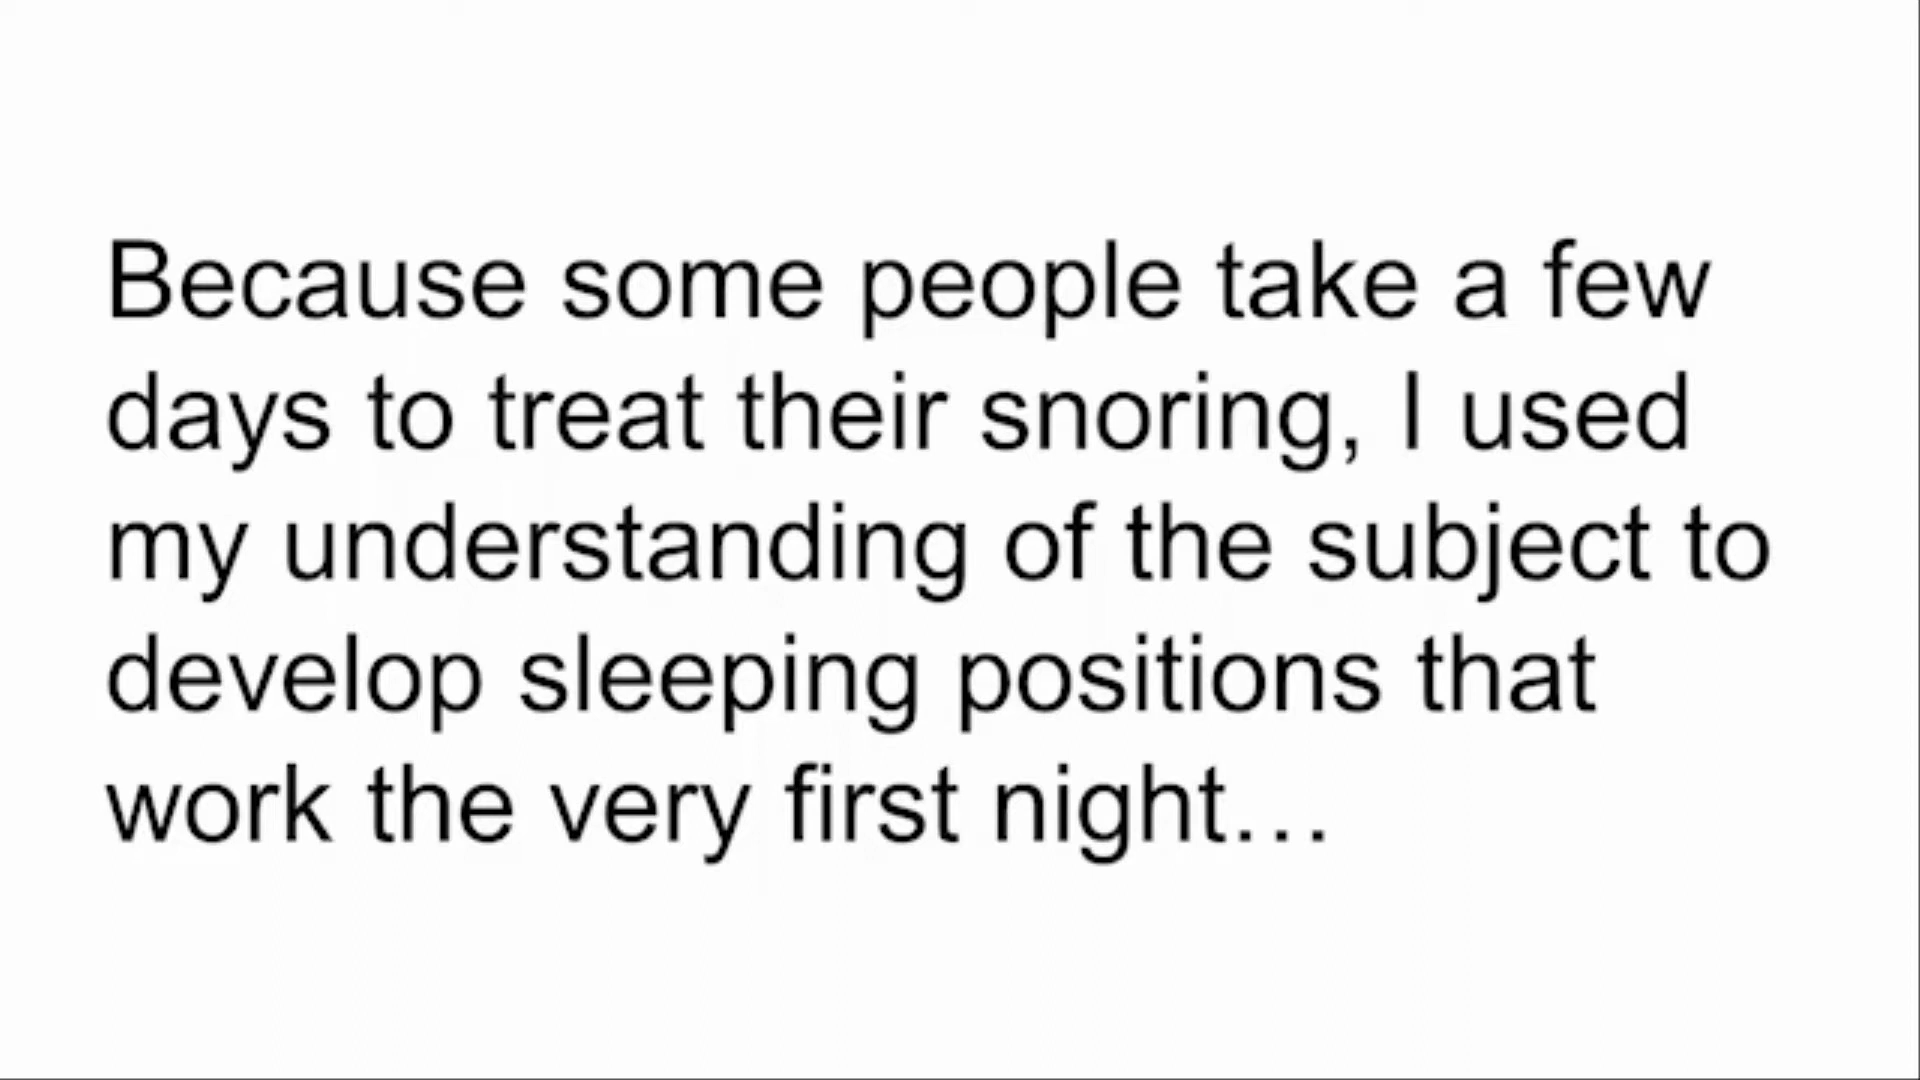 Because some people take a few
days to treat their snoring, I used
my understanding of the subject to
develop sleeping positions that
work the very first night…